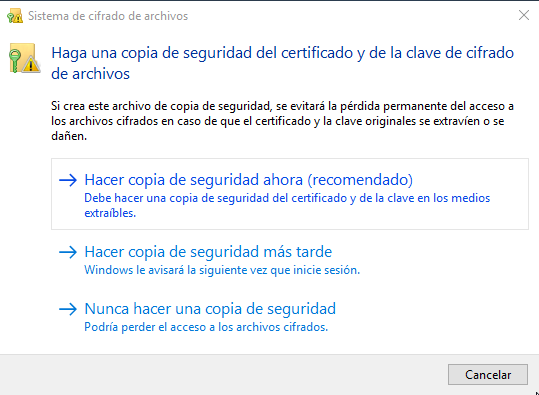 Sistema de cifrado de archivos
Haga una copia de seguridad del certificado y de la clave de cifrado
de archivos
Si crea este archivo de copia de seguridad, se evitará la pérdida permanente del acceso a
los archivos cifrados en caso de que el certificado y la clave originales se extravíen o se
dañen.
Hacer copia de seguridad ahora (recomendado)
Debe hacer una copia de seguridad del certificado y de la clave en los medios
extraíbles.
Hacer copia de seguridad más tarde
Windows le avisará la siguiente vez que inicie sesión.
Nunca hacer una copia de seguridad
Podría perder el acceso a los archivos cifrados.
Cancelar